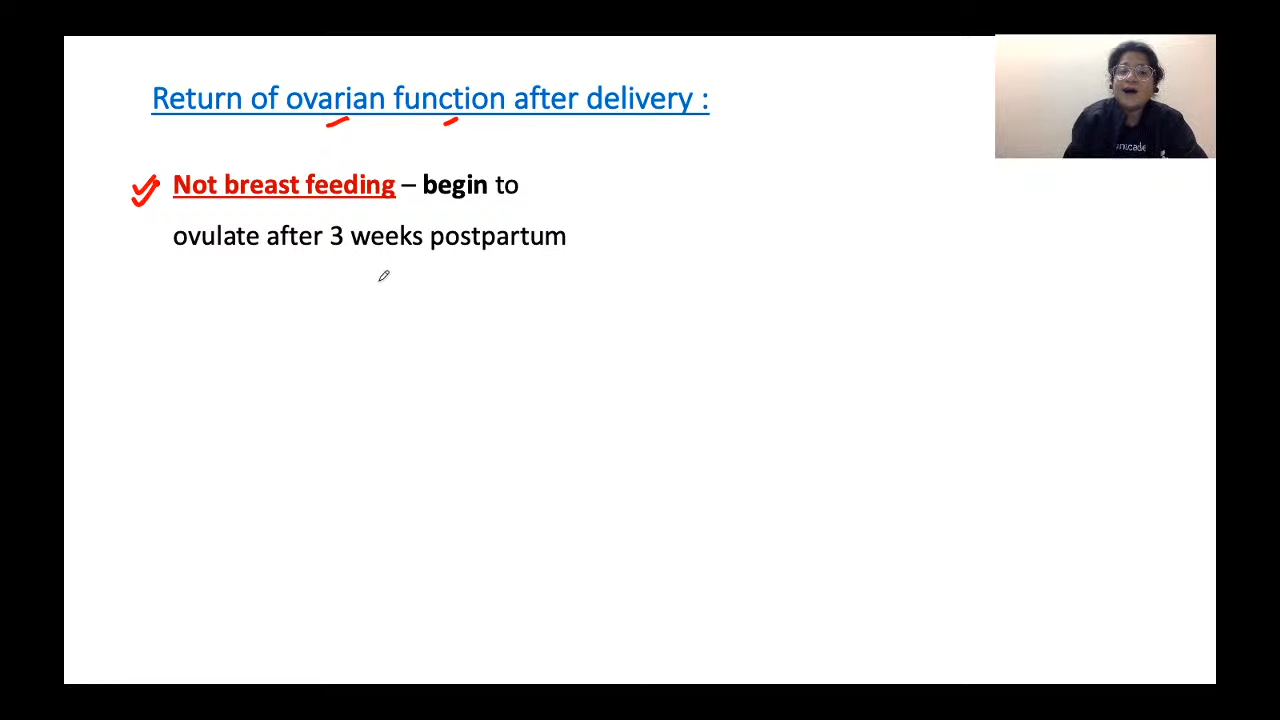 Return of ovarian function after delivery :
Not breast feeding – begin to
ovulate after 3 weeks postpartum